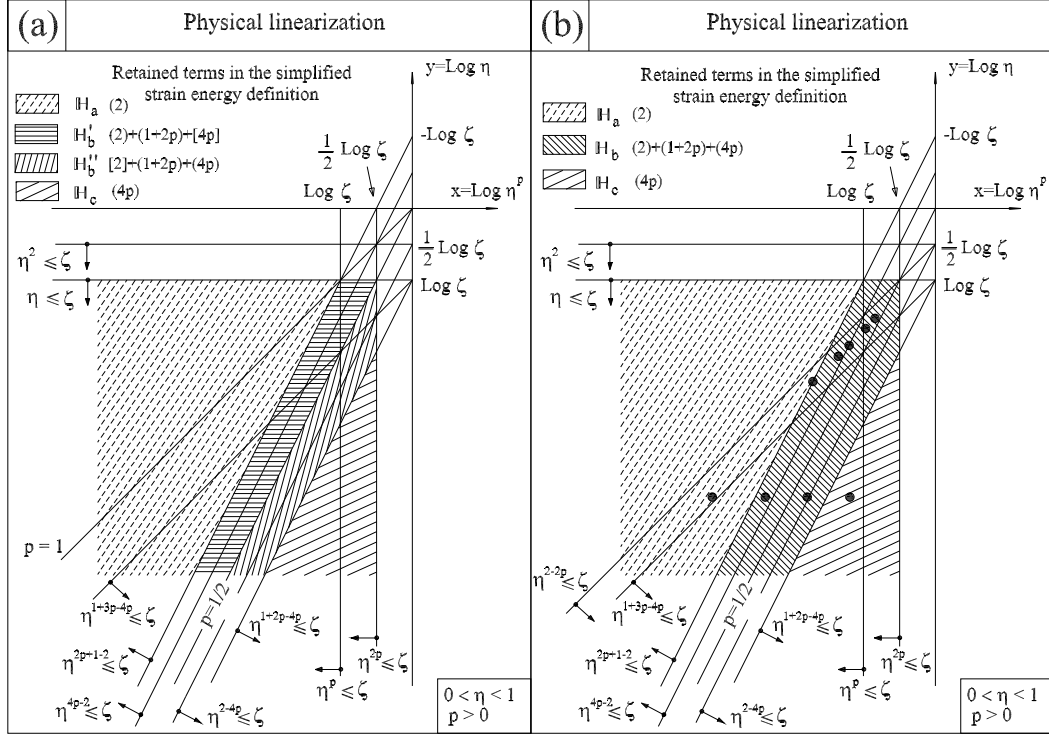 (a)
Physical linearization
Retained terms in the simplified
strain energy definition
ℍₐ (2)
ℍ'_b (2)+(1+2p)+[4p]
ℍ''_b [2]+(1+2p)+(4p)
ℍ_c (4p)
y=Log η
-Log ζ
1/2 Log ζ
Log ζ
x=Log η^p
1/2 Log ζ
η² ≤ ζ
η ≤ ζ
Log ζ
p = 1
η^{1+3p-4p} ≤ ζ
p=1/2
η^{1+2p-4p} ≤ ζ
η^{2p+1-2} ≤ ζ
η^{2p} ≤ ζ
η^p ≤ ζ
η^{4p-2} ≤ ζ
η^{2-4p} ≤ ζ
0 < η < 1
p > 0
(b)
Physical linearization
Retained terms in the simplified
strain energy definition
ℍₐ (2)
ℍ_b (2)+(1+2p)+(4p)
ℍ_c (4p)
y=Log η
-Log ζ
1/2 Log ζ
Log ζ
x=Log η^p
1/2 Log ζ
η² ≤ ζ
η ≤ ζ
Log ζ
η^{2-2p} ≤ ζ
η^{1+3p-4p} ≤ ζ
p=1/2
η^{1+2p-4p} ≤ ζ
η^{2p+1-2} ≤ ζ
η^{2p} ≤ ζ
η^p ≤ ζ
η^{4p-2} ≤ ζ
η^{2-4p} ≤ ζ
0 < η < 1
p > 0